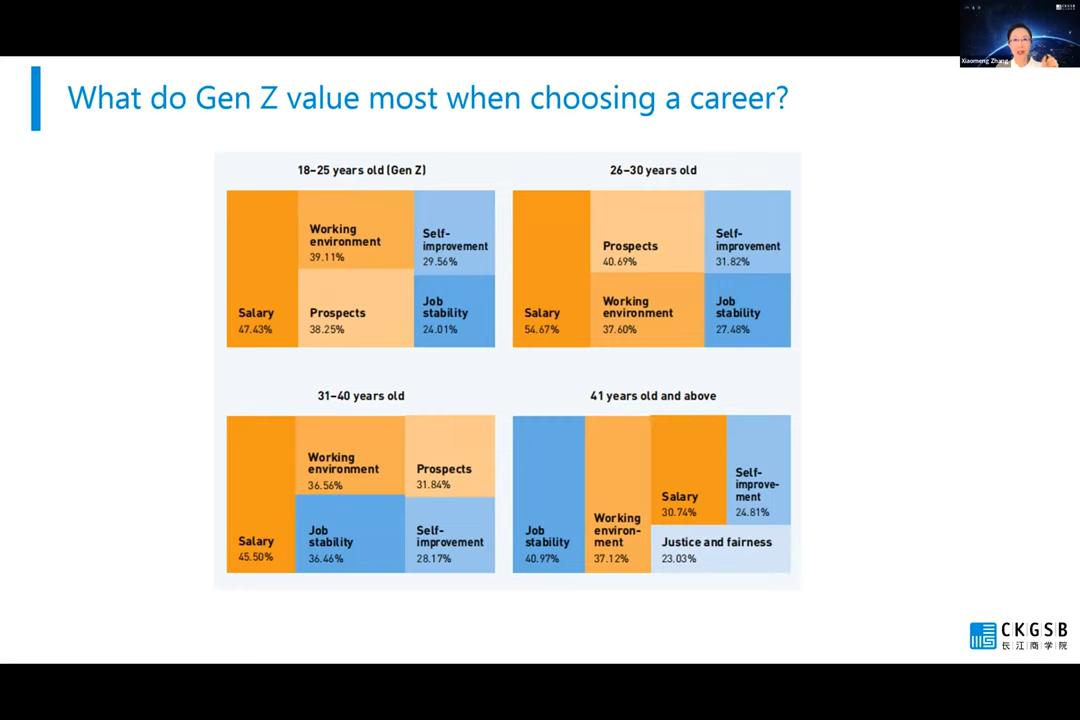 CKGSB
Xiaomeng Zhang
What do Gen Z value most when choosing a career?
18–25 years old (Gen Z)
Salary
47.43%
Working
environment
39.11%
Prospects
38.25%
Self-
improvement
29.56%
Job
stability
24.01%
26–30 years old
Salary
54.67%
Prospects
40.69%
Working
environment
37.60%
Self-
improvement
31.82%
Job
stability
27.48%
31–40 years old
Salary
45.50%
Working
environment
36.56%
Job
stability
36.46%
Prospects
31.84%
Self-
improvement
28.17%
41 years old and above
Job
stability
40.97%
Working
environ-
ment
37.12%
Salary
30.74%
Self-
improve-
ment
24.81%
Justice and fairness
23.03%
CKGSB
长江商学院